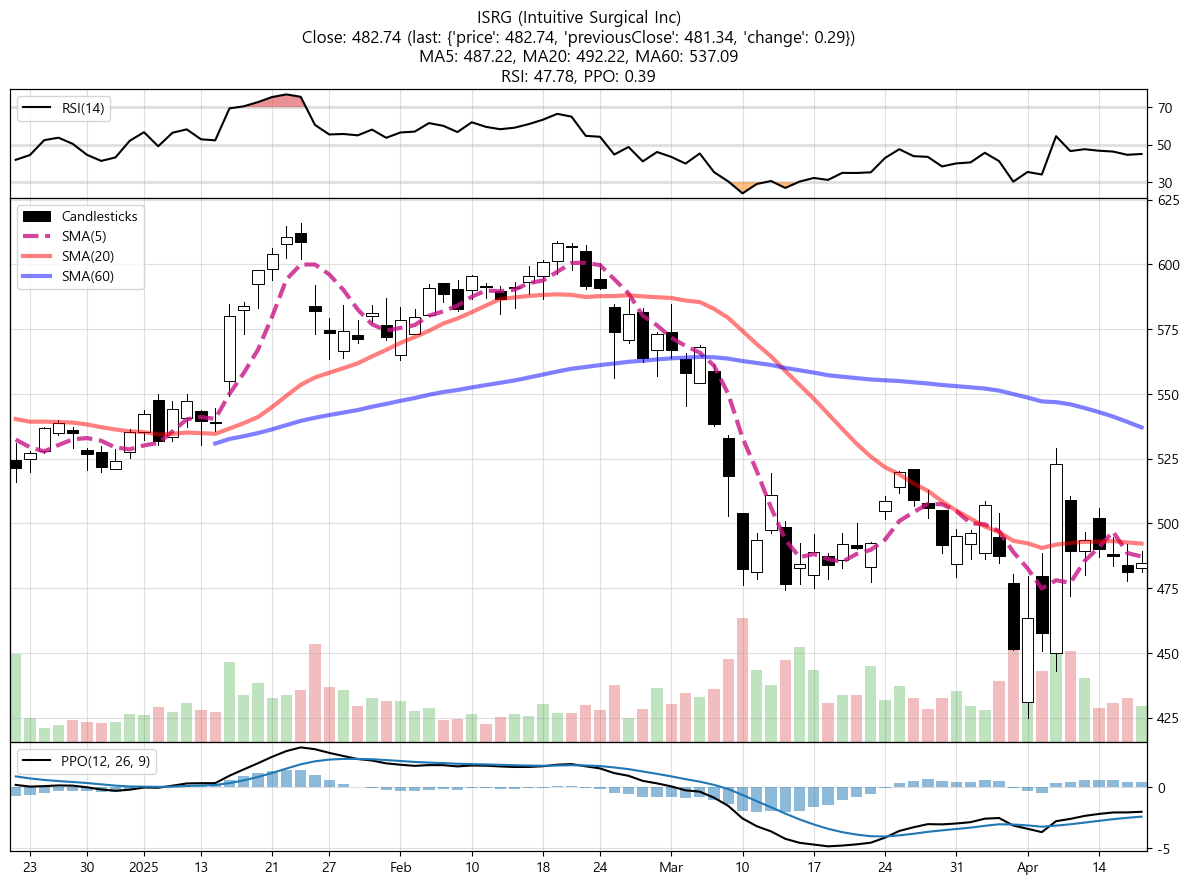 ISRG (Intuitive Surgical Inc)
Close: 482.74 (last: {'price': 482.74, 'previousClose': 481.34, 'change': 0.29})
MA5: 487.22, MA20: 492.22, MA60: 537.09
RSI: 47.78, PPO: 0.39
RSI(14)
70
50
30
Candlesticks
SMA(5)
SMA(20)
SMA(60)
625
600
575
550
525
500
475
450
425
PPO(12, 26, 9)
0
-5
23 30 2025 13 21 27 Feb 10 18 24 Mar 10 17 24 31 Apr 14